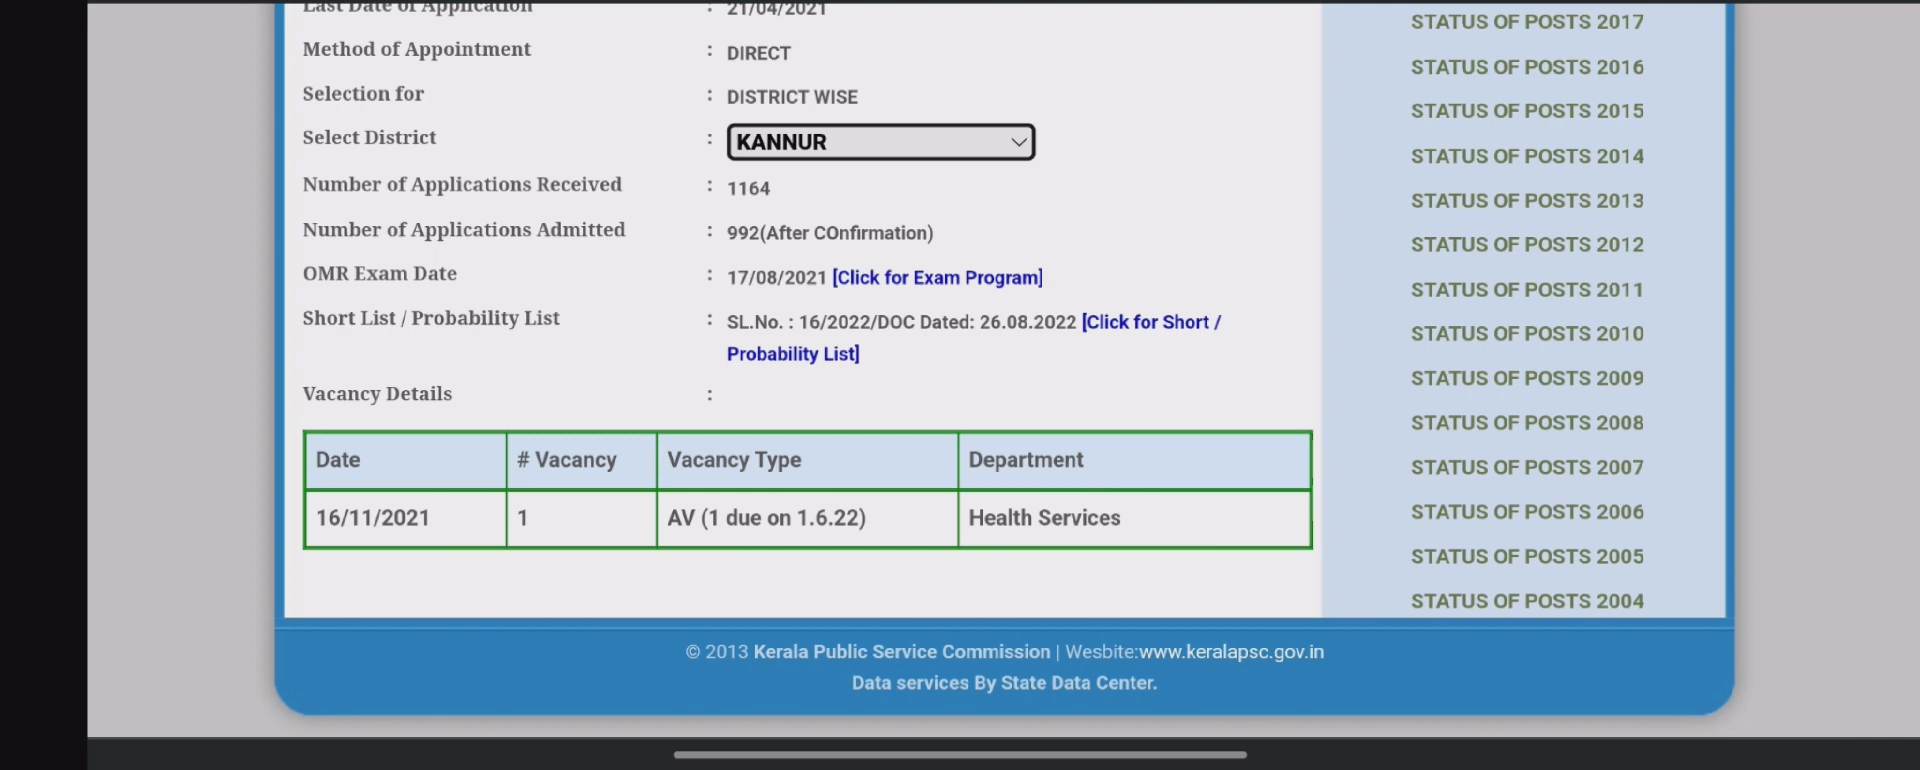 Last Date of Application : 21/04/2021
Method of Appointment : DIRECT
Selection for : DISTRICT WISE
Select District : KANNUR
Number of Applications Received : 1164
Number of Applications Admitted : 992(After COnfirmation)
OMR Exam Date : 17/08/2021 [Click for Exam Program]
Short List / Probability List : SL.No. : 16/2022/DOC Dated: 26.08.2022 [Click for Short /
Probability List]
Vacancy Details :
Date # Vacancy Vacancy Type Department
16/11/2021 1 AV (1 due on 1.6.22) Health Services
STATUS OF POSTS 2017
STATUS OF POSTS 2016
STATUS OF POSTS 2015
STATUS OF POSTS 2014
STATUS OF POSTS 2013
STATUS OF POSTS 2012
STATUS OF POSTS 2011
STATUS OF POSTS 2010
STATUS OF POSTS 2009
STATUS OF POSTS 2008
STATUS OF POSTS 2007
STATUS OF POSTS 2006
STATUS OF POSTS 2005
STATUS OF POSTS 2004
© 2013 Kerala Public Service Commission | Wesbite:www.keralapsc.gov.in
Data services By State Data Center.